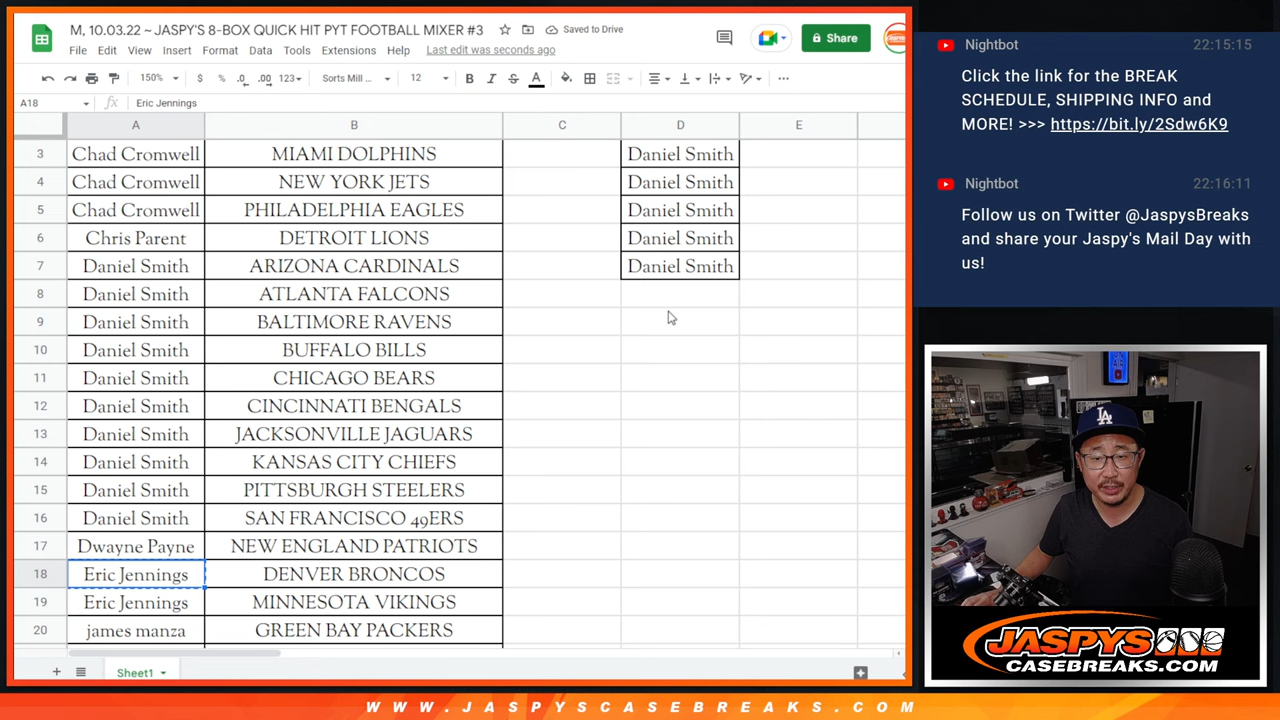 M, 10.03.22 ~ JASPY'S 8-BOX QUICK HIT PYT FOOTBALL MIXER #3
Saved to Drive
Share
File Edit View Insert Format Data Tools Extensions Help Last edit was seconds ago
150% $ % .0 .00 123 Sorts Mill ... 12 B I S A
A18 fx Eric Jennings
A B C D E
3 Chad Cromwell MIAMI DOLPHINS Daniel Smith
4 Chad Cromwell NEW YORK JETS Daniel Smith
5 Chad Cromwell PHILADELPHIA EAGLES Daniel Smith
6 Chris Parent DETROIT LIONS Daniel Smith
7 Daniel Smith ARIZONA CARDINALS Daniel Smith
8 Daniel Smith ATLANTA FALCONS
9 Daniel Smith BALTIMORE RAVENS
10 Daniel Smith BUFFALO BILLS
11 Daniel Smith CHICAGO BEARS
12 Daniel Smith CINCINNATI BENGALS
13 Daniel Smith JACKSONVILLE JAGUARS
14 Daniel Smith KANSAS CITY CHIEFS
15 Daniel Smith PITTSBURGH STEELERS
16 Daniel Smith SAN FRANCISCO 49ERS
17 Dwayne Payne NEW ENGLAND PATRIOTS
18 Eric Jennings DENVER BRONCOS
19 Eric Jennings MINNESOTA VIKINGS
20 james manza GREEN BAY PACKERS
Sheet1
Nightbot 22:15:15
Click the link for the BREAK
SCHEDULE, SHIPPING INFO and
MORE! >>> https://bit.ly/2Sdw6K9
Nightbot 22:16:11
Follow us on Twitter @JaspysBreaks
and share your Jaspy's Mail Day with
us!
LA
JASPYS
CASEBREAKS.COM
WWW.JASPYSCASEBREAKS.COM